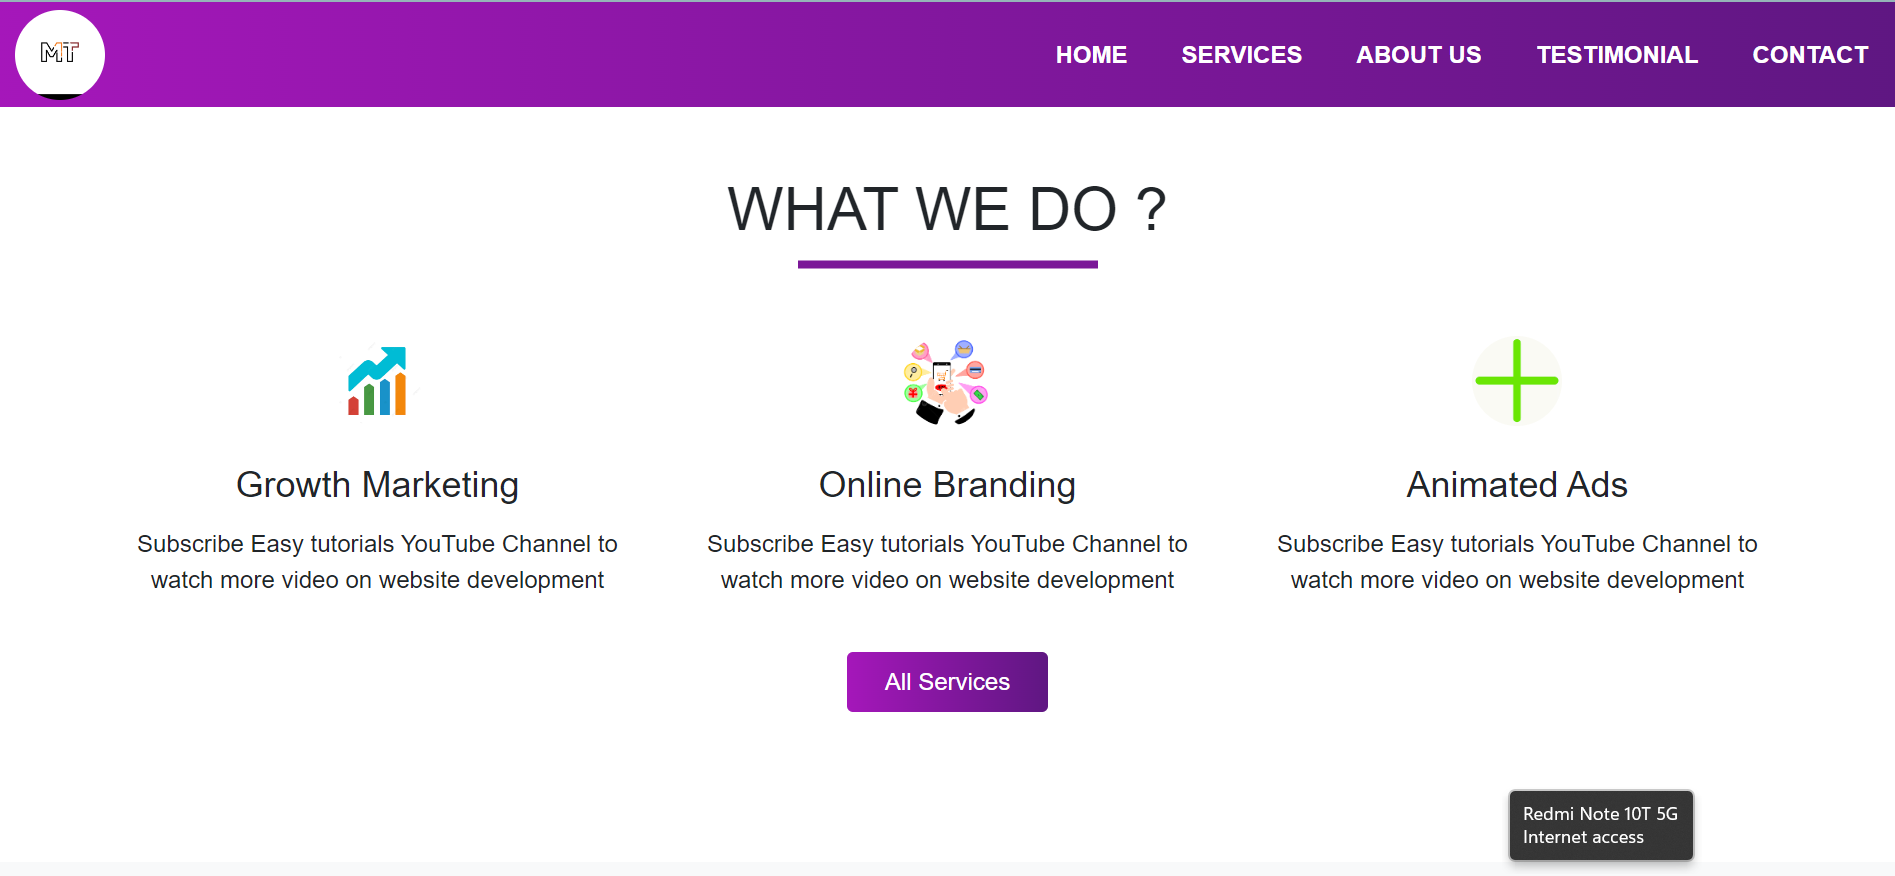 MT
HOME SERVICES ABOUT US TESTIMONIAL CONTACT
WHAT WE DO ?
Growth Marketing
Subscribe Easy tutorials YouTube Channel to
watch more video on website development
Online Branding
Subscribe Easy tutorials YouTube Channel to
watch more video on website development
Animated Ads
Subscribe Easy tutorials YouTube Channel to
watch more video on website development
All Services
Redmi Note 10T 5G
Internet access